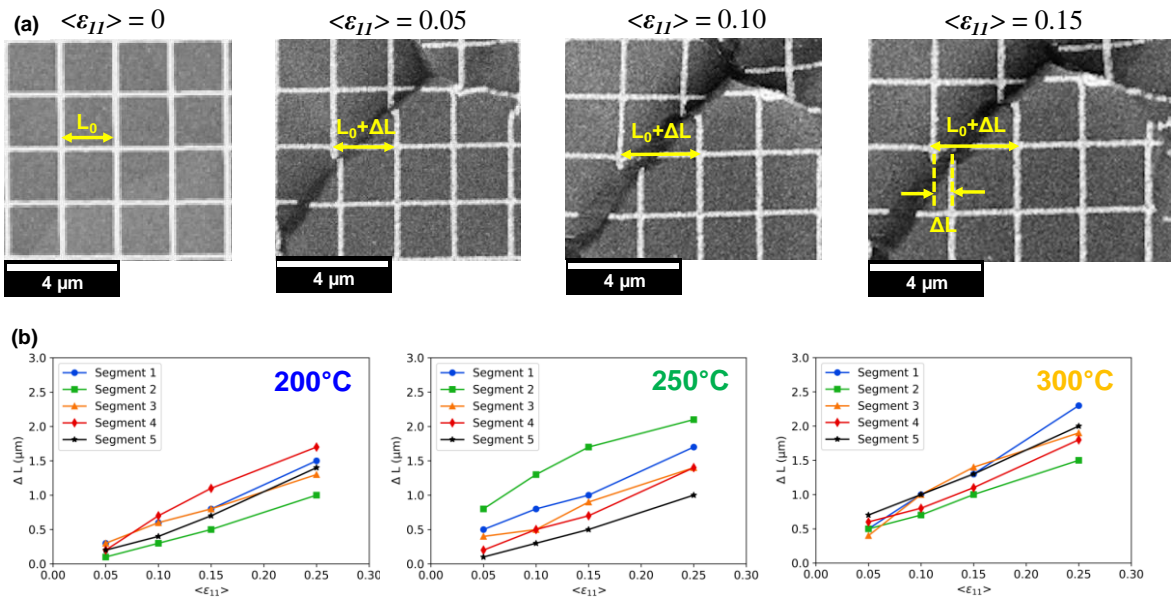 (a)
<ε11> = 0
<ε11> = 0.05
<ε11> = 0.10
<ε11> = 0.15
L0
L0+ΔL
L0+ΔL
L0+ΔL
ΔL
4 μm
4 μm
4 μm
4 μm
(b)
200°C
Segment 1
Segment 2
Segment 3
Segment 4
Segment 5
Δ L (μm)
3.0
2.5
2.0
1.5
1.0
0.5
0.0
0.00 0.05 0.10 0.15 0.20 0.25 0.30
<ε11>
250°C
Segment 1
Segment 2
Segment 3
Segment 4
Segment 5
Δ L (μm)
3.0
2.5
2.0
1.5
1.0
0.5
0.0
0.00 0.05 0.10 0.15 0.20 0.25 0.30
<ε11>
300°C
Segment 1
Segment 2
Segment 3
Segment 4
Segment 5
Δ L (μm)
3.0
2.5
2.0
1.5
1.0
0.5
0.0
0.00 0.05 0.10 0.15 0.20 0.25 0.30
<ε11>